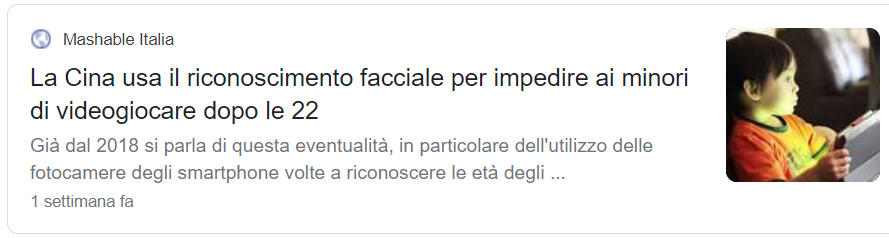 Mashable Italia
La Cina usa il riconoscimento facciale per impedire ai minori
di videogiocare dopo le 22
Già dal 2018 si parla di questa eventualità, in particolare dell'utilizzo delle
fotocamere degli smartphone volte a riconoscere le età degli ...
1 settimana fa